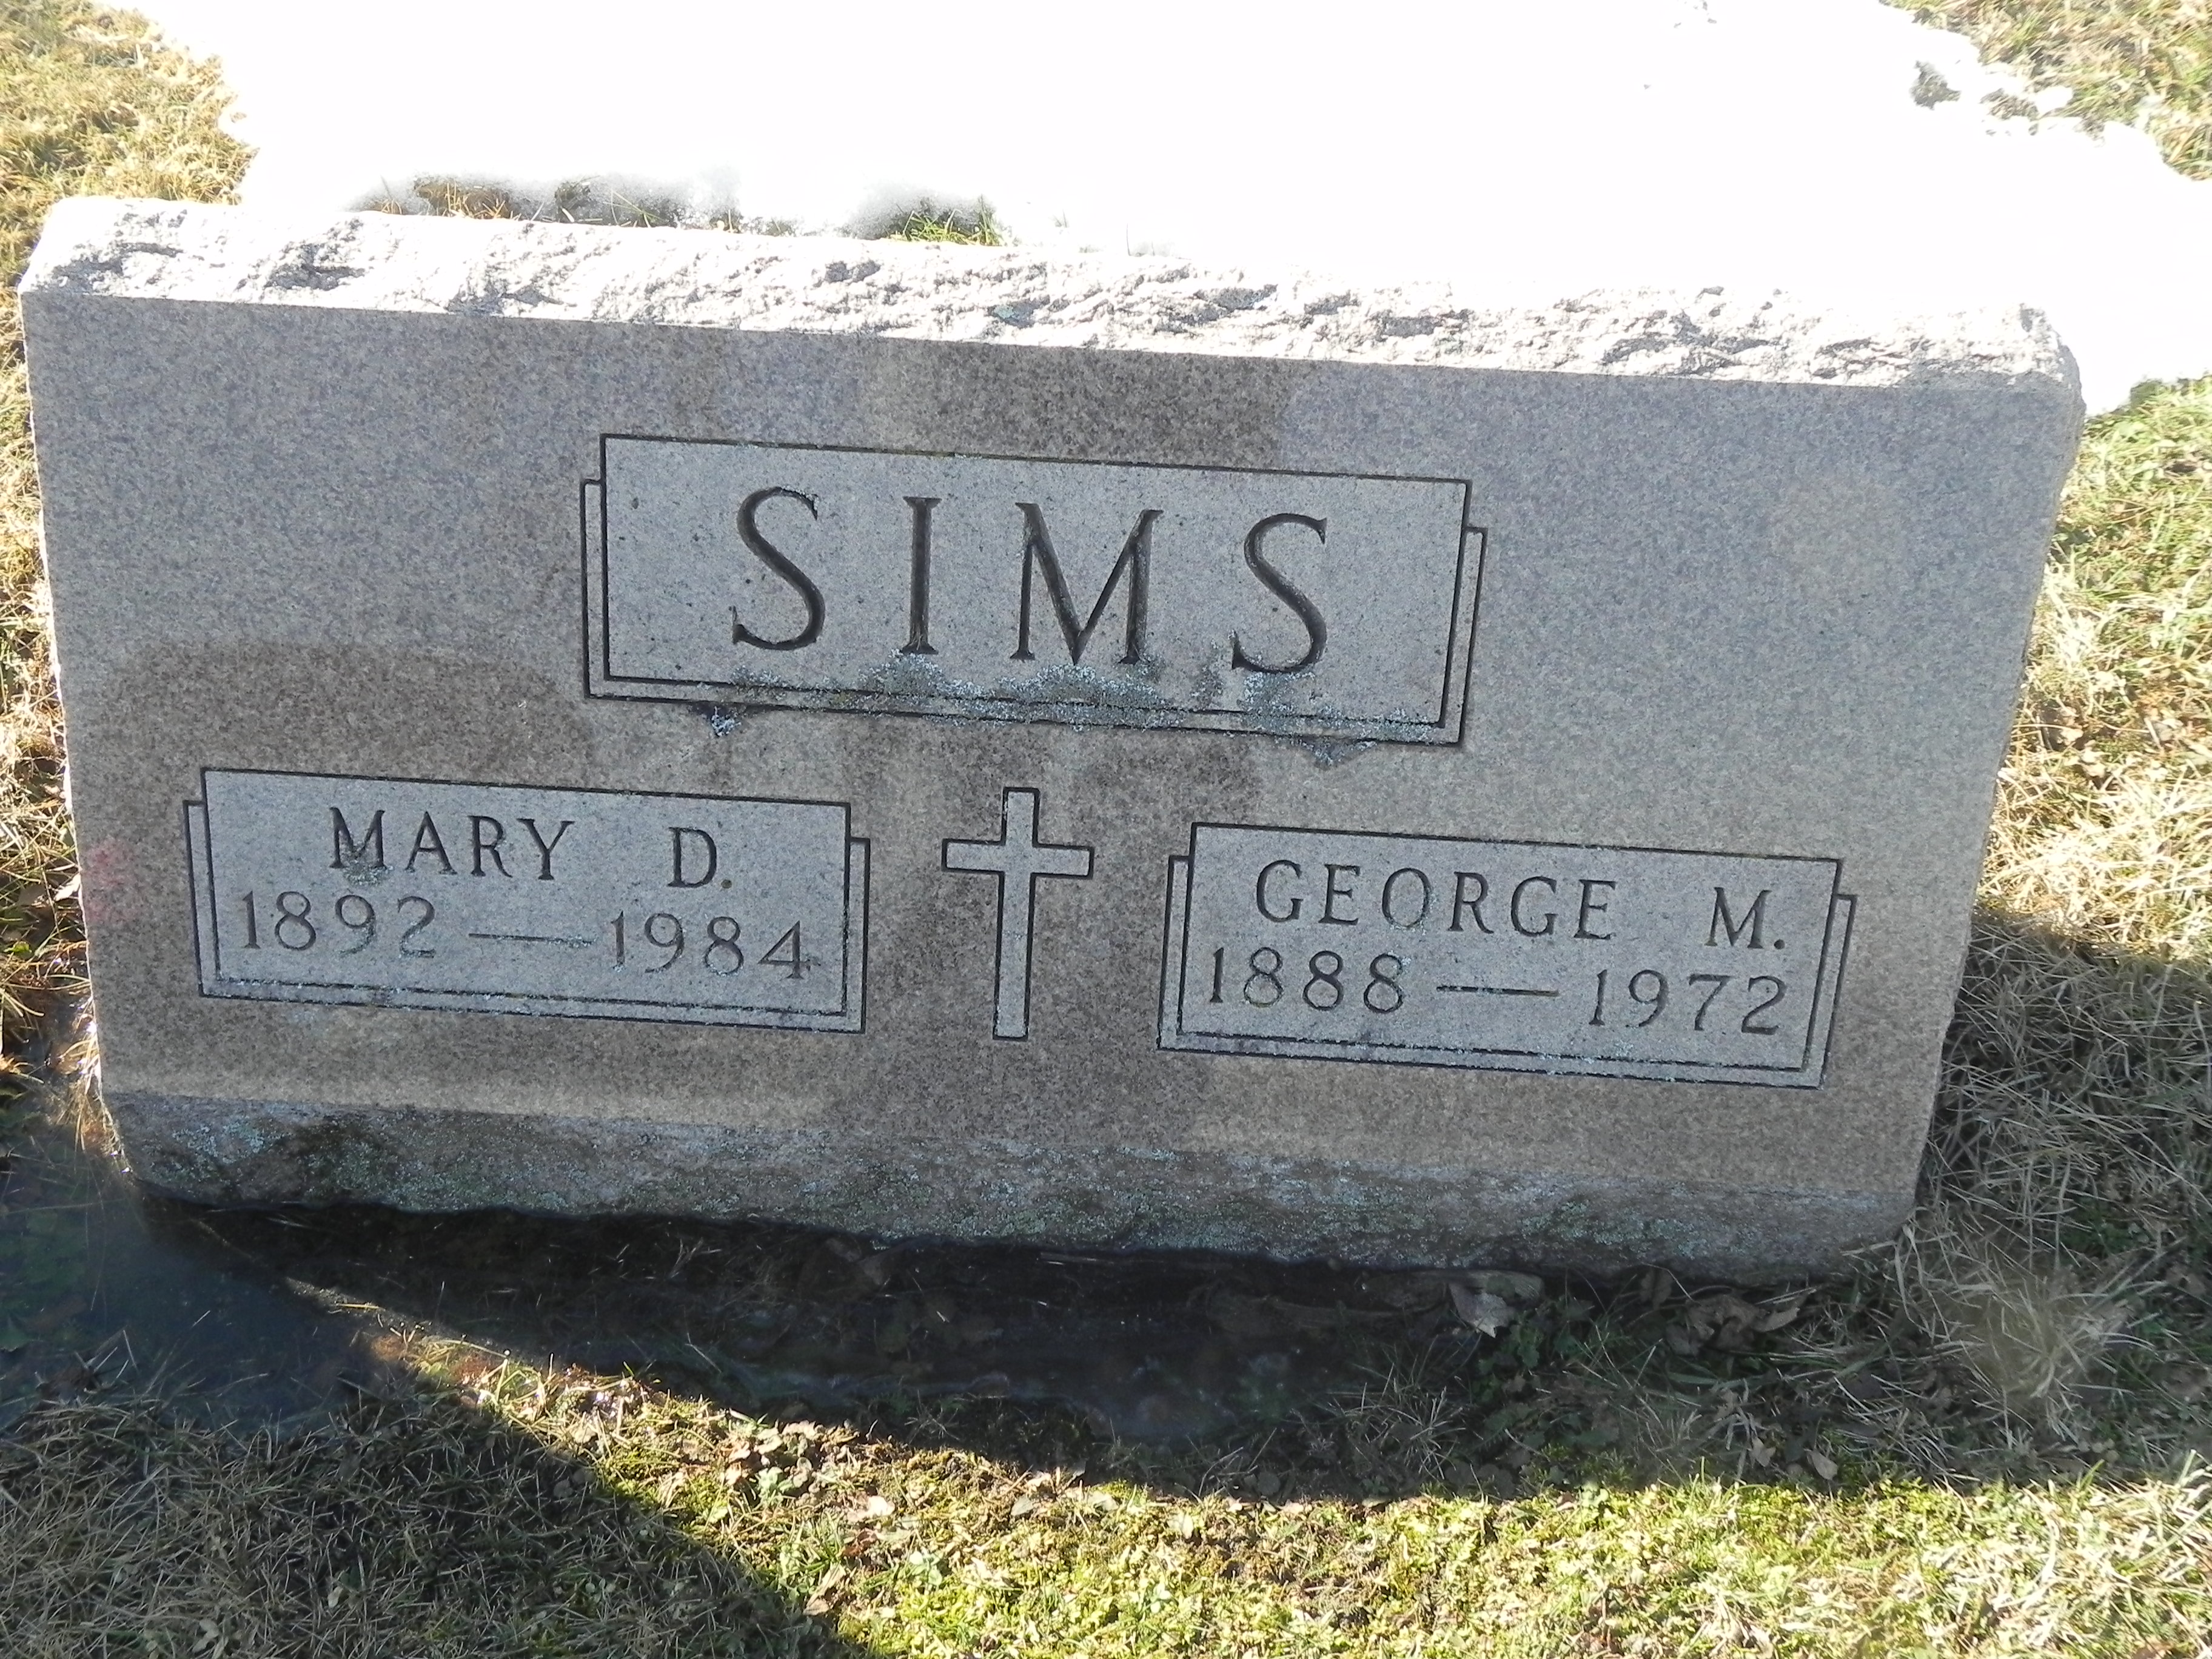 SIMS
MARY D.
1892 — 1984
GEORGE M.
1888 — 1972